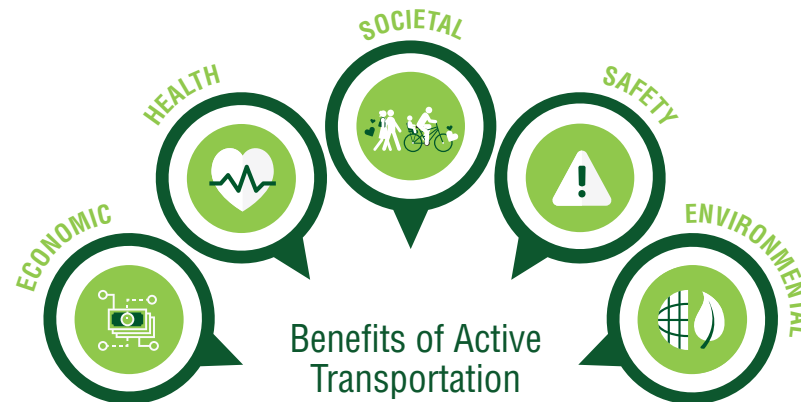 ECONOMIC
HEALTH
SOCIETAL
SAFETY
ENVIRONMENTAL
Benefits of Active
Transportation